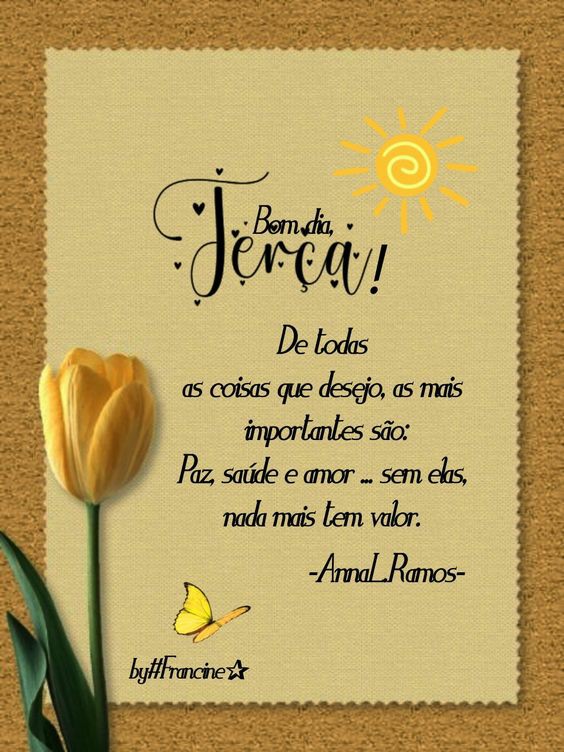 Bom dia,
Terça!
De todas
as coisas que desejo, as mais
importantes são:
Paz, saúde e amor ... sem elas,
nada mais tem valor.
-AnnaL.Ramos-
by#Francine☆